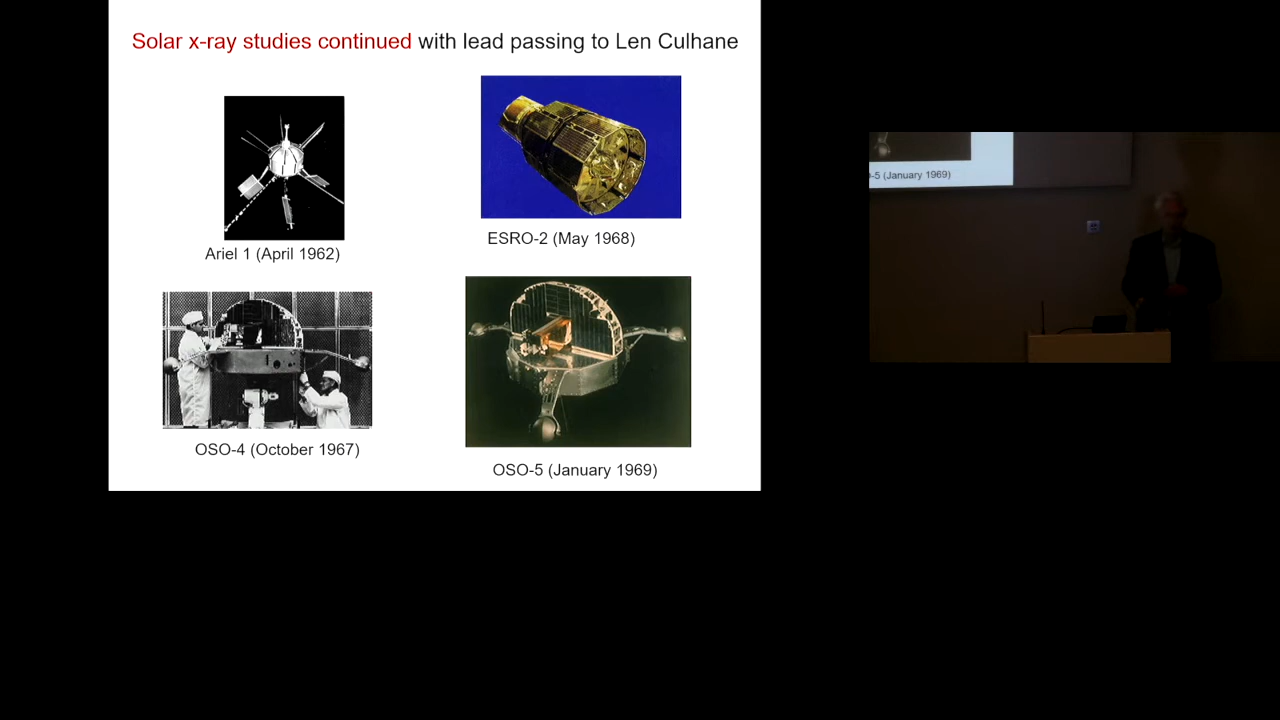 Solar x-ray studies continued with lead passing to Len Culhane
Ariel 1 (April 1962)
ESRO-2 (May 1968)
OSO-4 (October 1967)
OSO-5 (January 1969)
-5 (January 1969)